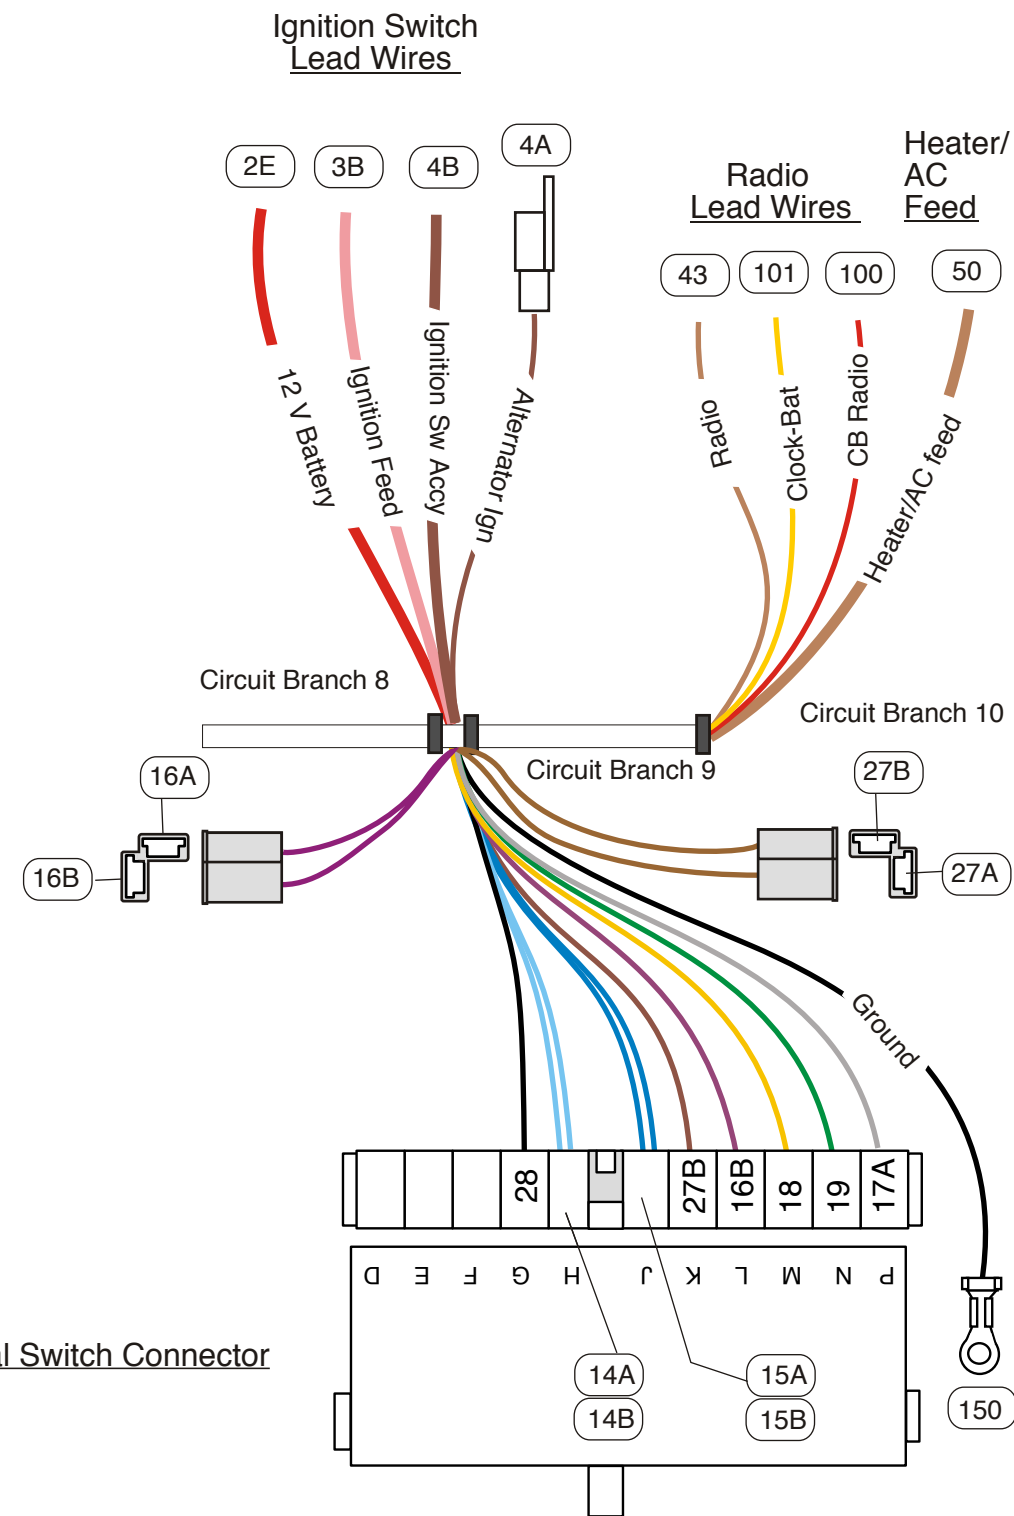 Ignition Switch
Lead Wires
2E
3B
4B
4A
Heater/
AC
Feed
Radio
Lead Wires
43
101
100
50
12 V Battery
Ignition Feed
Ignition Sw Accy
Alternator Ign
Radio
Clock-Bat
CB Radio
Heater/AC feed
Circuit Branch 8
Circuit Branch 10
Circuit Branch 9
16A
27B
16B
27A
Ground
28
27B
16B
18
19
17A
D E F G H J K L M N P
al Switch Connector
14A
15A
14B
15B
150